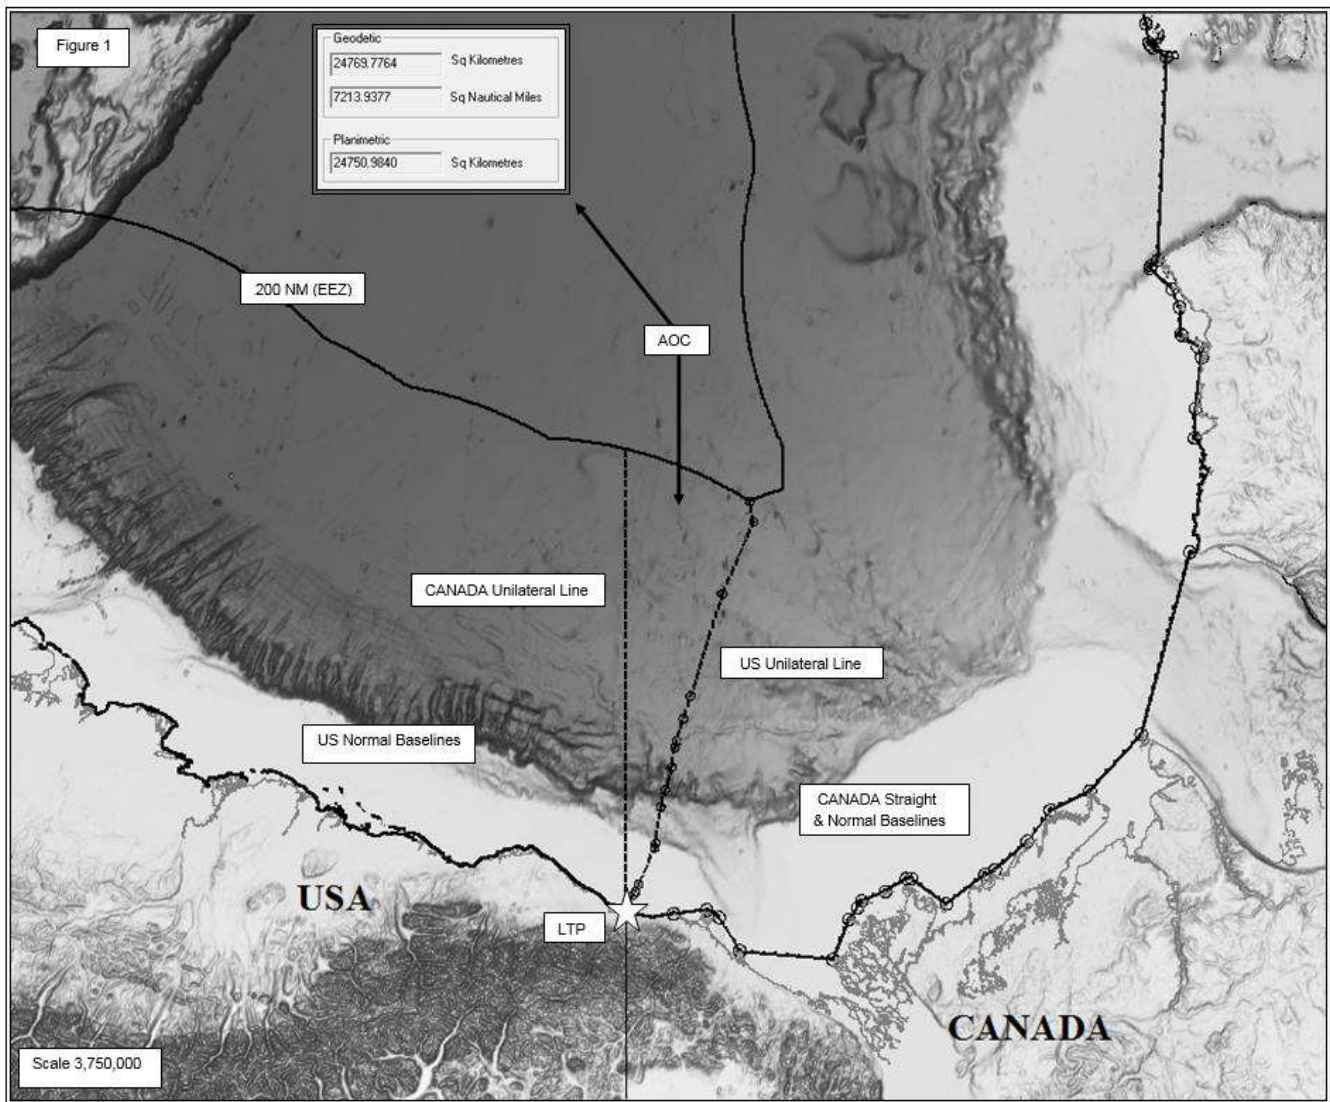 Figure 1
Geodetic
24769.7764 Sq Kilometres
7213.9377 Sq Nautical Miles
Planimetric
24750.9840 Sq Kilometres
200 NM (EEZ)
AOC
CANADA Unilateral Line
US Unilateral Line
US Normal Baselines
CANADA Straight
& Normal Baselines
USA
LTP
CANADA
Scale 3,750,000